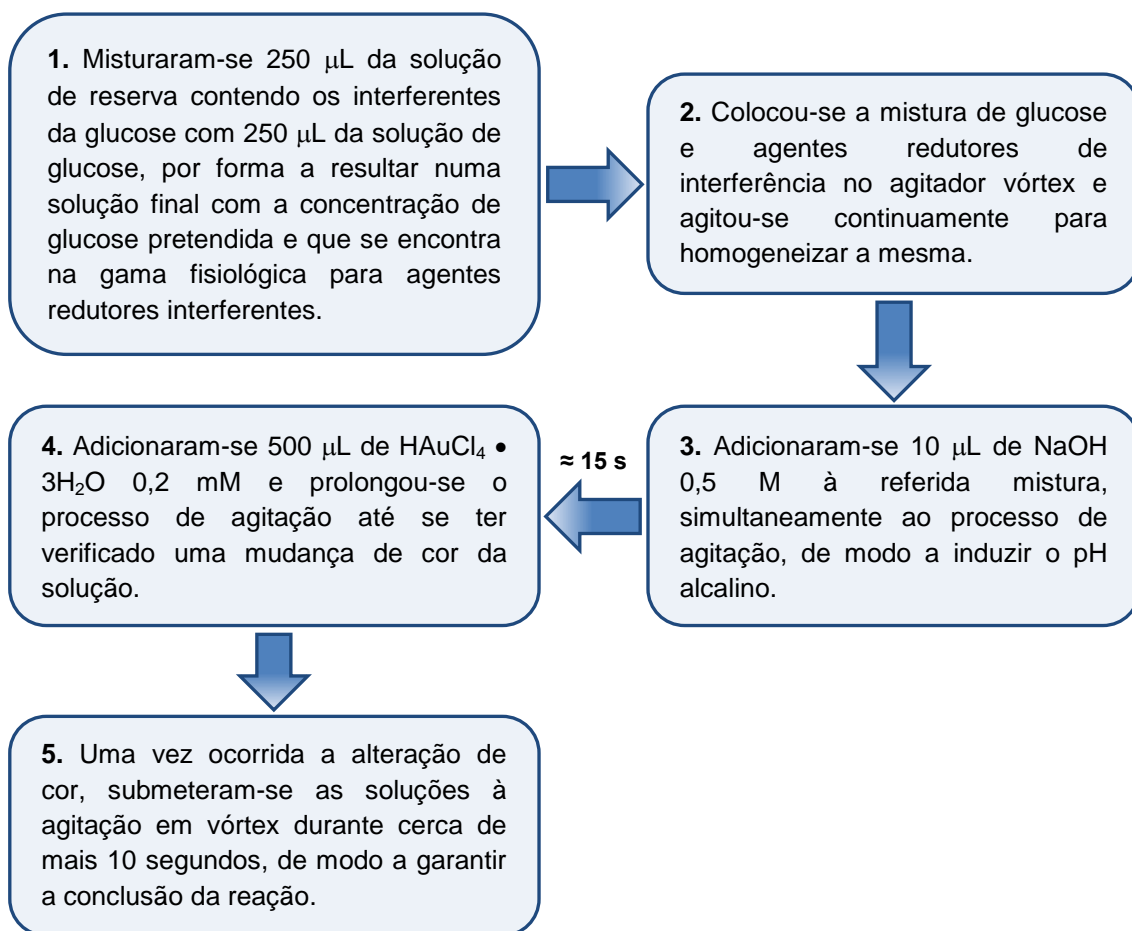 1. Misturaram-se 250 μL da solução
de reserva contendo os interferentes
da glucose com 250 μL da solução de
glucose, por forma a resultar numa
solução final com a concentração de
glucose pretendida e que se encontra
na gama fisiológica para agentes
redutores interferentes.
2. Colocou-se a mistura de glucose
e agentes redutores de
interferência no agitador vórtex e
agitou-se continuamente para
homogeneizar a mesma.
3. Adicionaram-se 10 μL de NaOH
0,5 M à referida mistura,
simultaneamente ao processo de
agitação, de modo a induzir o pH
alcalino.
≈ 15 s
4. Adicionaram-se 500 μL de HAuCl₄ •
3H₂O 0,2 mM e prolongou-se o
processo de agitação até se ter
verificado uma mudança de cor da
solução.
5. Uma vez ocorrida a alteração de
cor, submeteram-se as soluções à
agitação em vórtex durante cerca de
mais 10 segundos, de modo a garantir
a conclusão da reação.